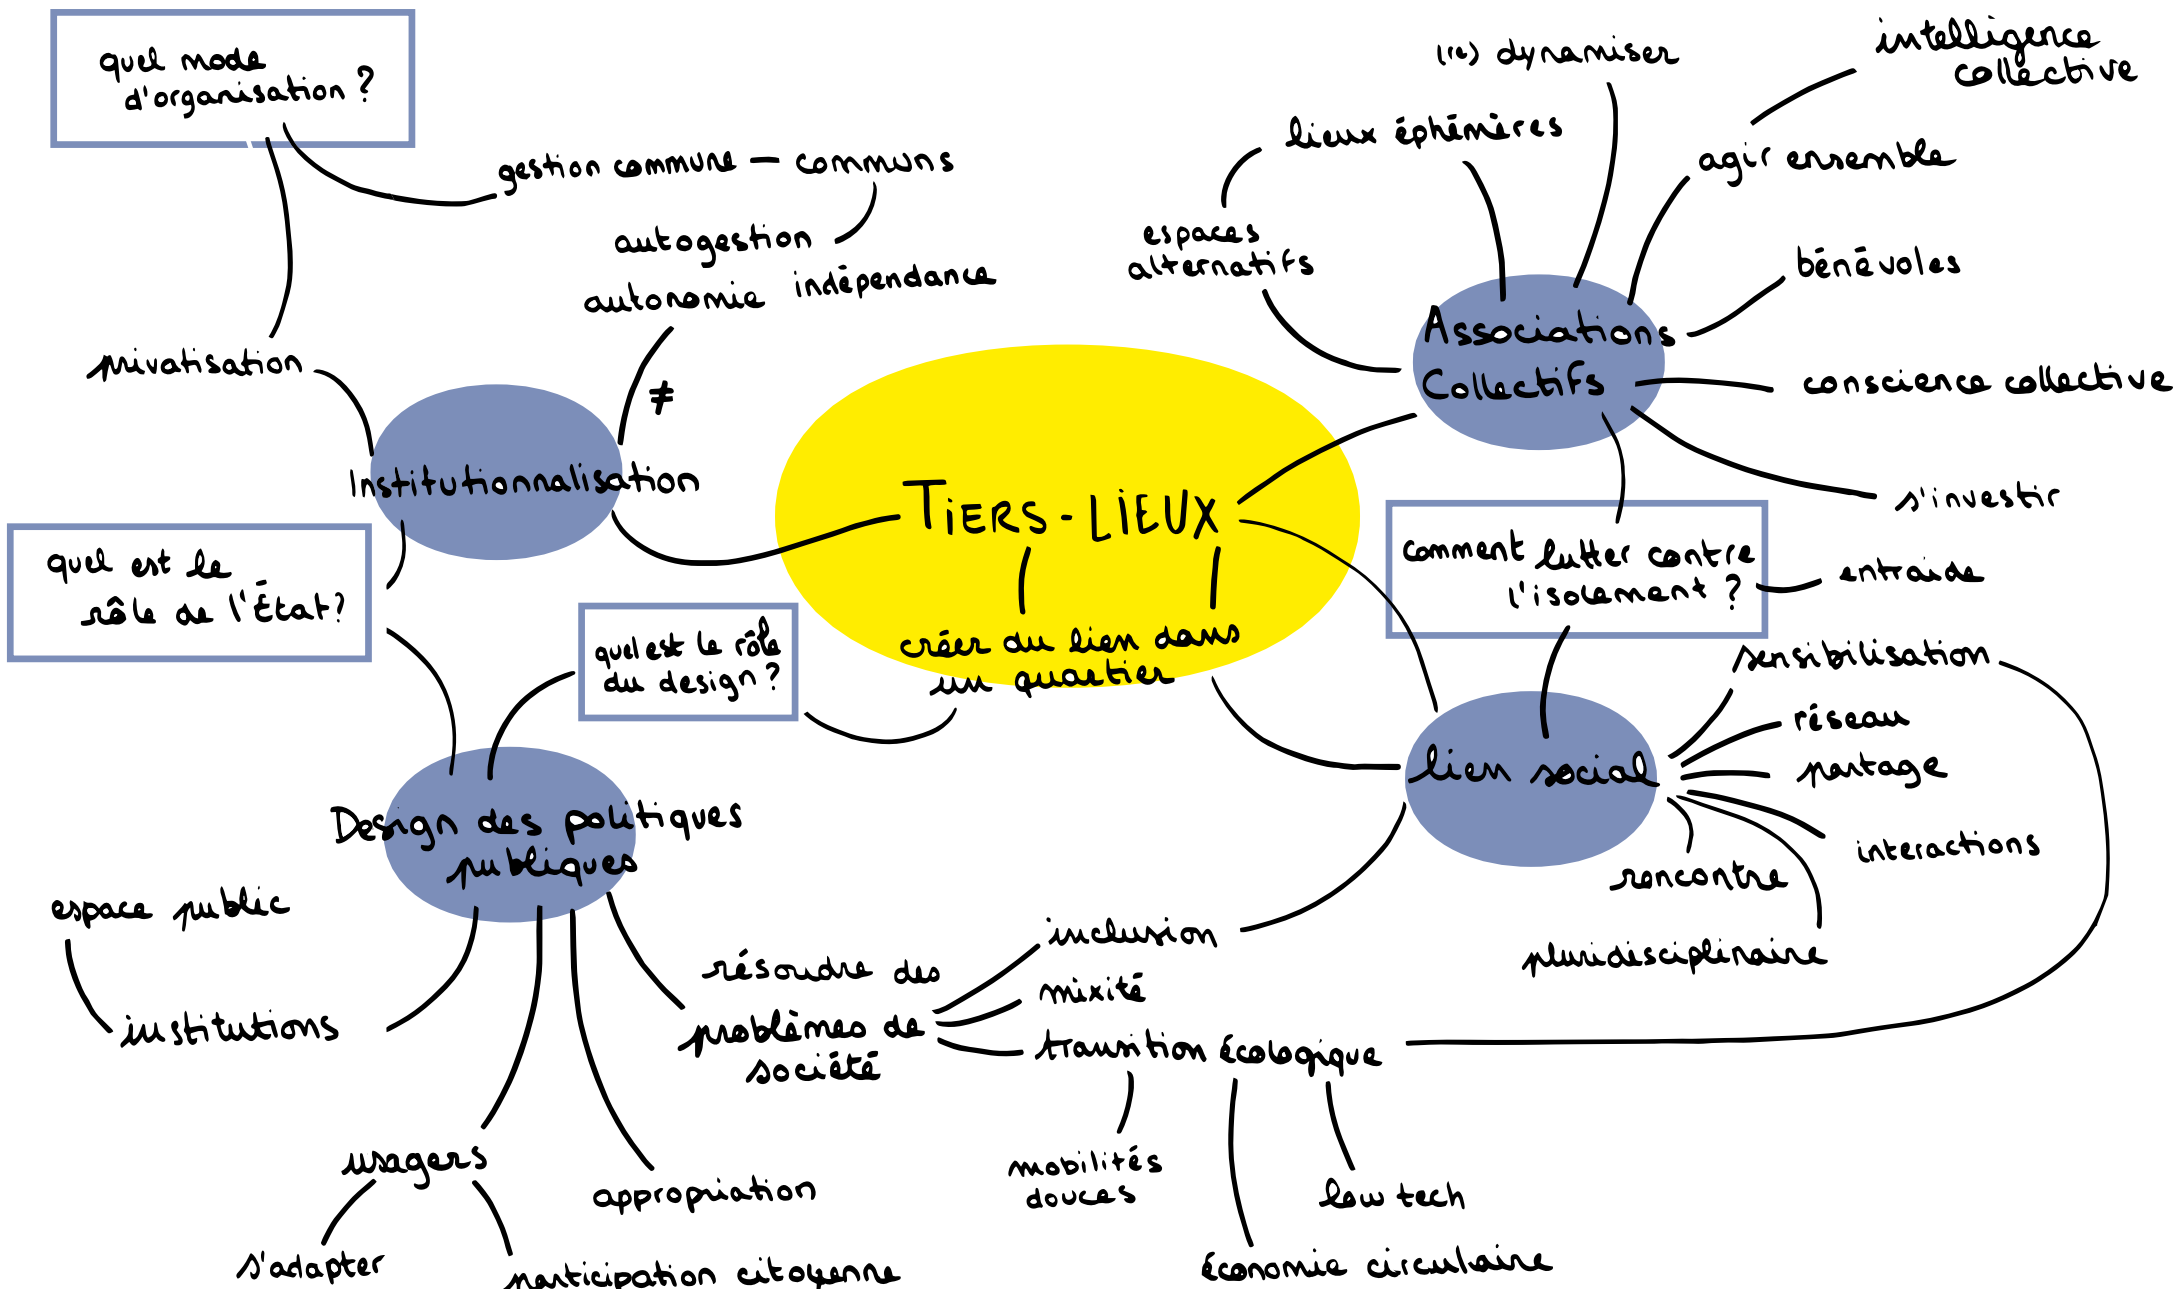 quel mode
d'organisation ?
gestion commune — communs
autogestion
autonomie indépendance
privatisation
≠
Institutionnalisation
quel est le
rôle de l'État ?
(re) dynamiser
intelligence
collective
lieux éphémères
agir ensemble
espaces
alternatifs
bénévoles
Associations
Collectifs
conscience collective
s'investir
TIERS-LIEUX
créer du lien dans
un quartier
comment lutter contre
l'isolement ?
entraide
quel est le rôle
du design ?
sensibilisation
réseau
lien social
partage
interactions
rencontre
pluridisciplinaire
Design des politiques
publiques
espace public
institutions
résoudre des
problèmes de
société
inclusion
mixité
transition écologique
usagers
appropriation
mobilités
douces
low tech
s'adapter
participation citoyenne
économie circulaire